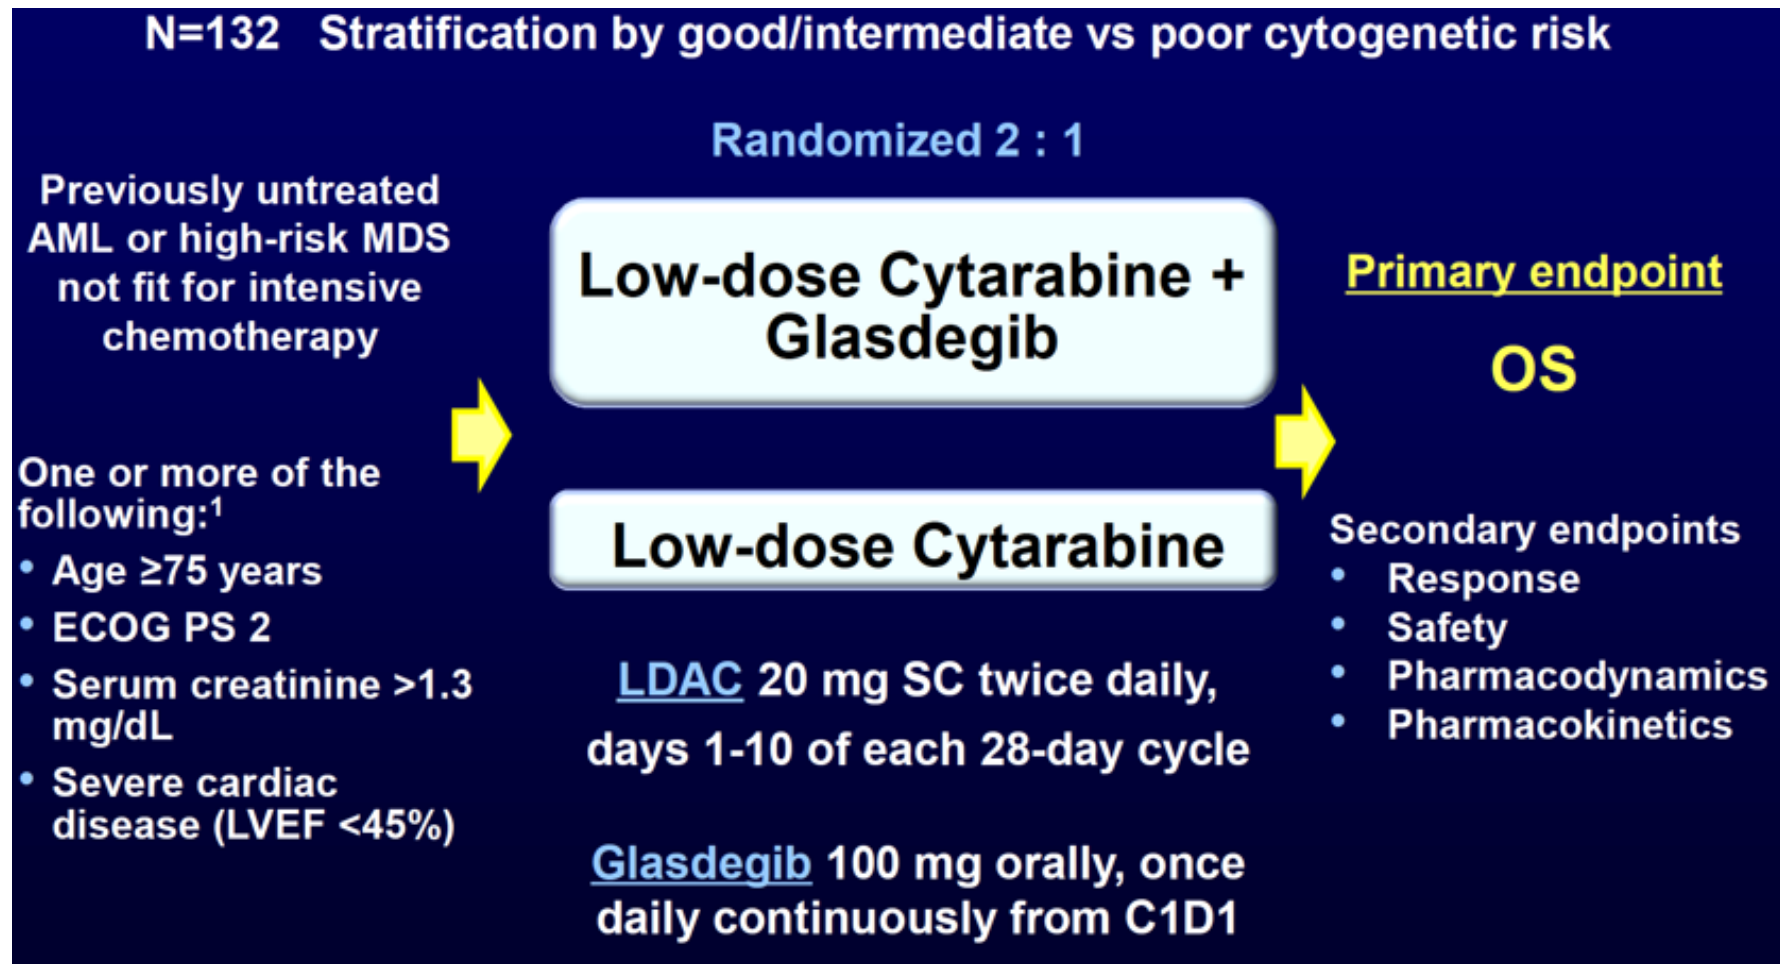 N=132 Stratification by good/intermediate vs poor cytogenetic risk
Randomized 2 : 1
Previously untreated
AML or high-risk MDS
not fit for intensive
chemotherapy
One or more of the
following:¹
• Age ≥75 years
• ECOG PS 2
• Serum creatinine >1.3
mg/dL
• Severe cardiac
disease (LVEF <45%)
Low-dose Cytarabine +
Glasdegib
Low-dose Cytarabine
LDAC 20 mg SC twice daily,
days 1-10 of each 28-day cycle
Glasdegib 100 mg orally, once
daily continuously from C1D1
Primary endpoint
OS
Secondary endpoints
• Response
• Safety
• Pharmacodynamics
• Pharmacokinetics